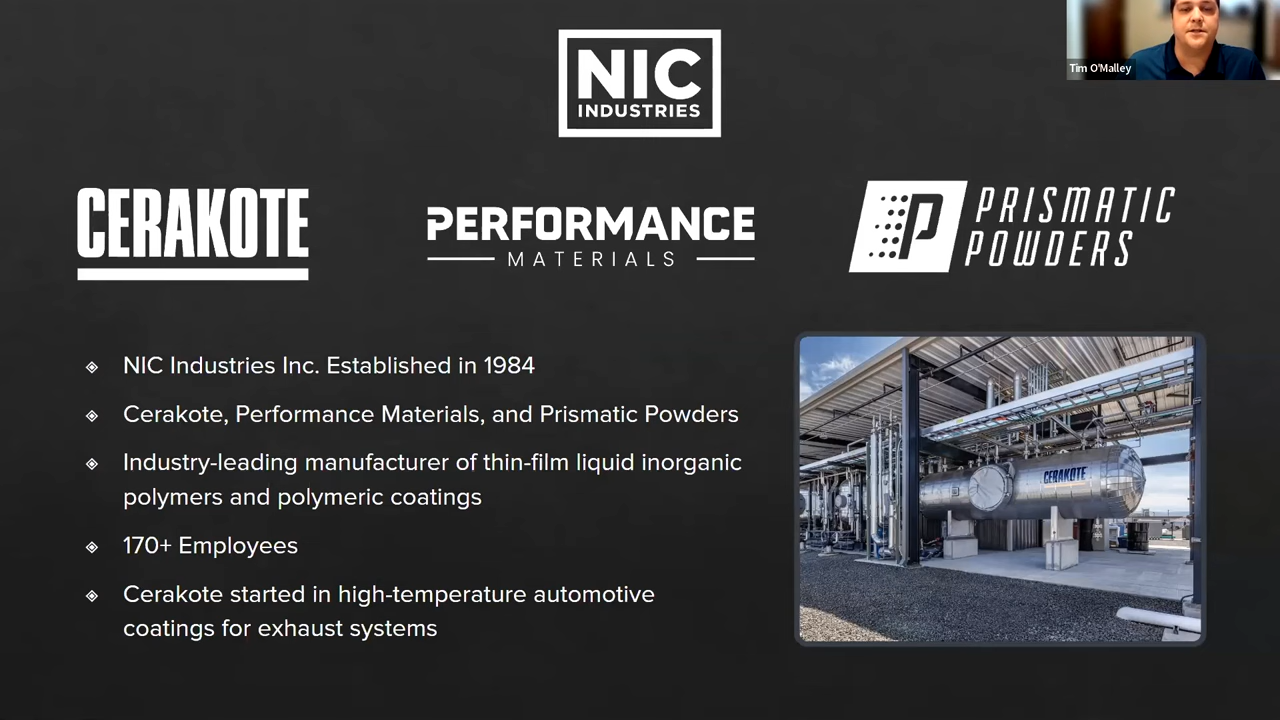 NIC
INDUSTRIES
Tim O'Malley
CERAKOTE
PERFORMANCE
MATERIALS
PRISMATIC
POWDERS
NIC Industries Inc. Established in 1984
Cerakote, Performance Materials, and Prismatic Powders
Industry-leading manufacturer of thin-film liquid inorganic
polymers and polymeric coatings
170+ Employees
Cerakote started in high-temperature automotive
coatings for exhaust systems
CERAKOTE